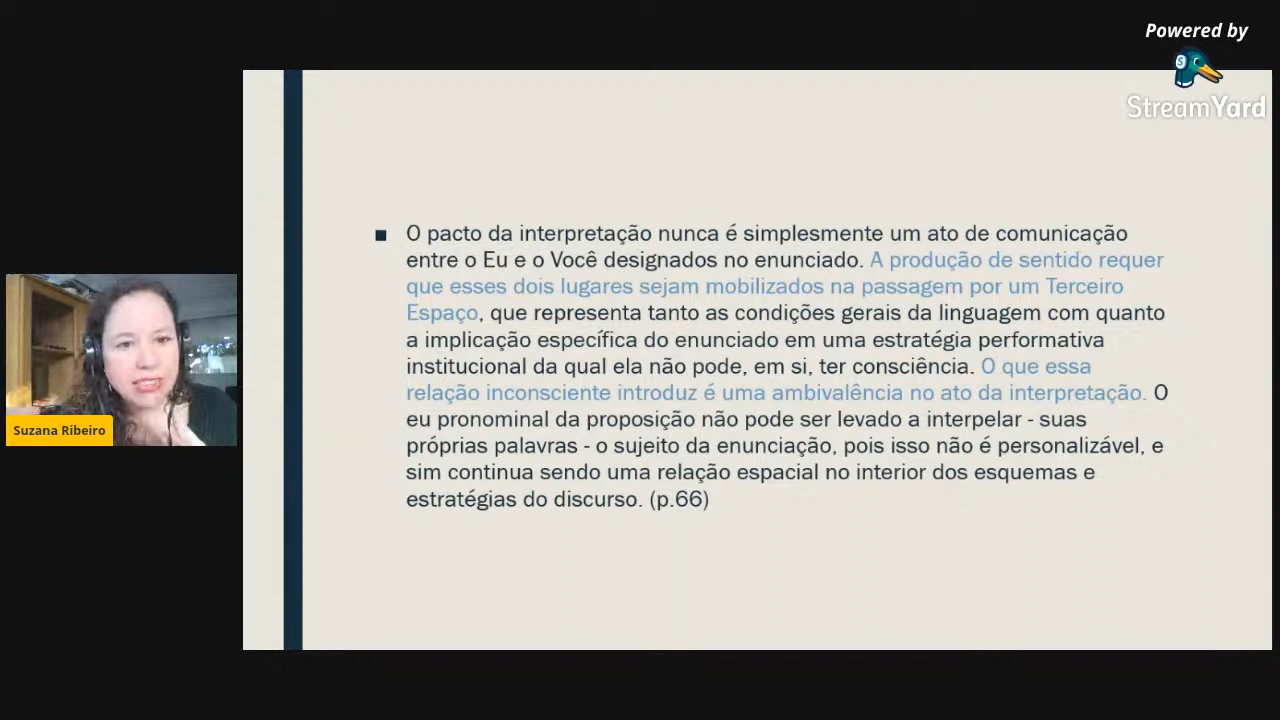 Powered by
StreamYard
O pacto da interpretação nunca é simplesmente um ato de comunicação
entre o Eu e o Você designados no enunciado. A produção de sentido requer
que esses dois lugares sejam mobilizados na passagem por um Terceiro
Espaço, que representa tanto as condições gerais da linguagem com quanto
a implicação específica do enunciado em uma estratégia performativa
institucional da qual ela não pode, em si, ter consciência. O que essa
relação inconsciente introduz é uma ambivalência no ato da interpretação. O
eu pronominal da proposição não pode ser levado a interpelar - suas
próprias palavras - o sujeito da enunciação, pois isso não é personalizável, e
sim continua sendo uma relação espacial no interior dos esquemas e
estratégias do discurso. (p.66)
Suzana Ribeiro